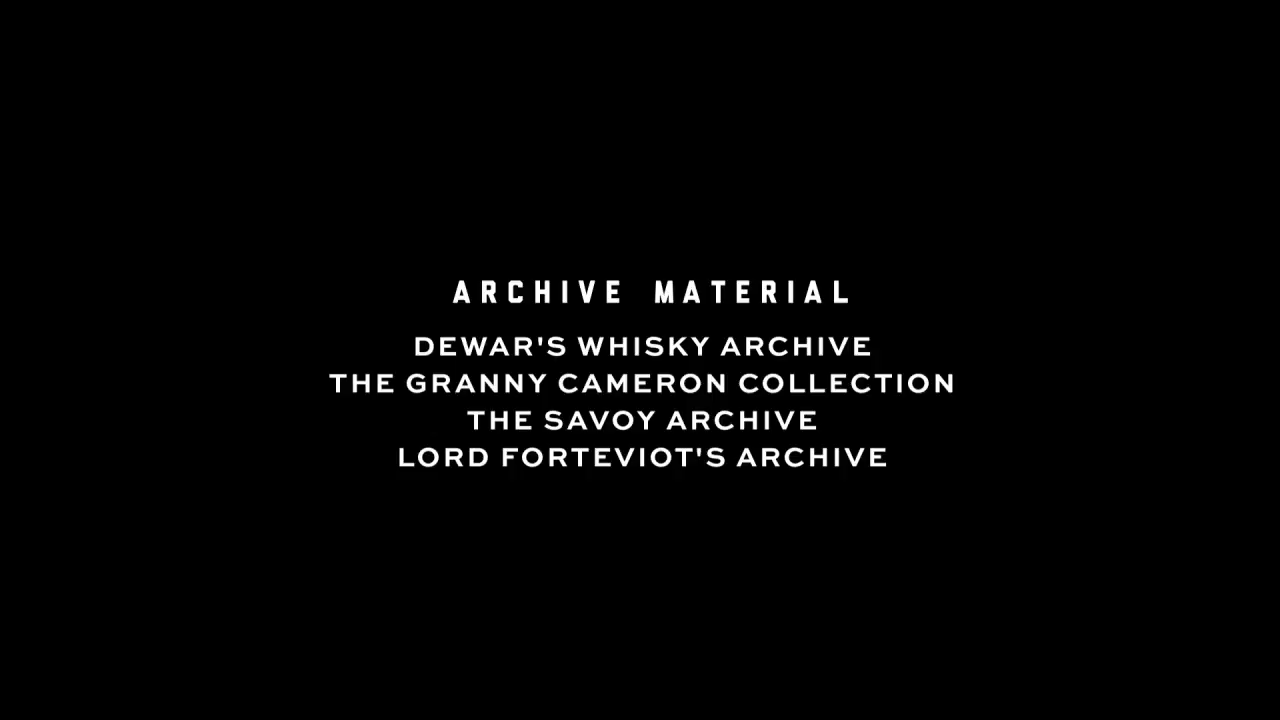 ARCHIVE MATERIAL
DEWAR'S WHISKY ARCHIVE
THE GRANNY CAMERON COLLECTION
THE SAVOY ARCHIVE
LORD FORTEVIOT'S ARCHIVE